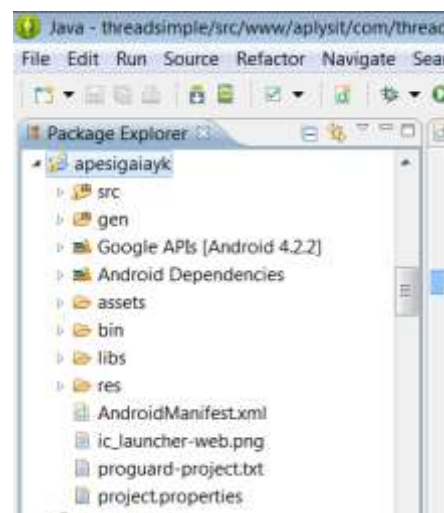 Java - threadsimple/src/www/aplysit/com/thread
File Edit Run Source Refactor Navigate Sea
Package Explorer
apesigaiayk
src
gen
Google APIs [Android 4.2.2]
Android Dependencies
assets
bin
libs
res
AndroidManifest.xml
ic_launcher-web.png
proguard-project.txt
project.properties